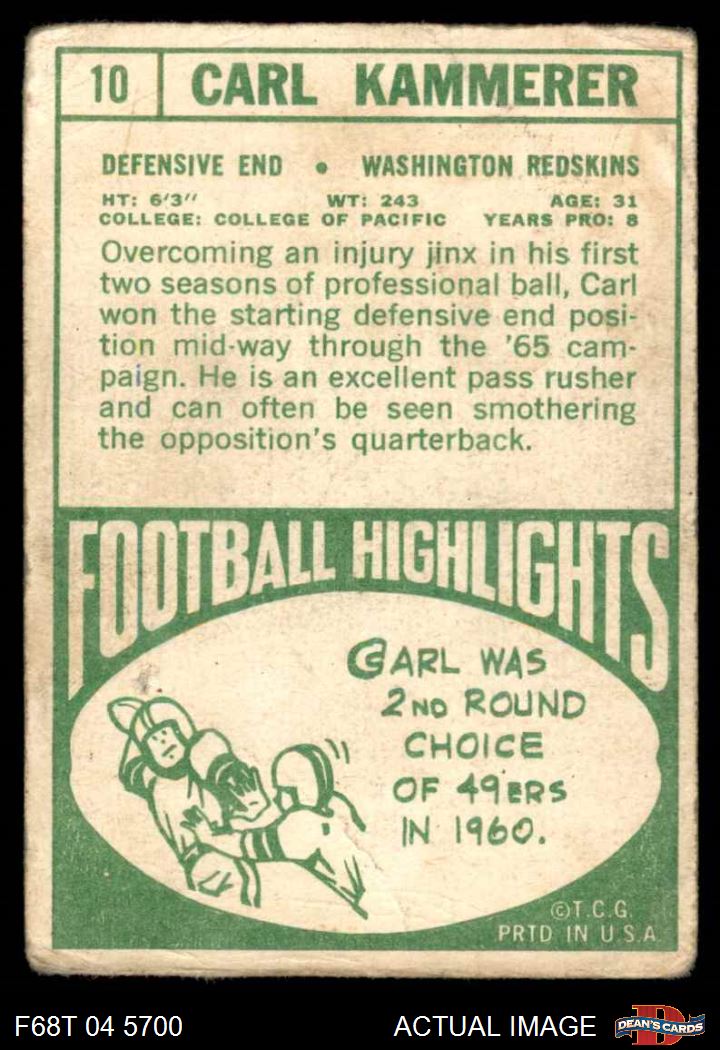 10 CARL KAMMERER
DEFENSIVE END • WASHINGTON REDSKINS
HT: 6'3" WT: 243 AGE: 31
COLLEGE: COLLEGE OF PACIFIC YEARS PRO: 8
Overcoming an injury jinx in his first
two seasons of professional ball, Carl
won the starting defensive end posi-
tion mid-way through the '65 cam-
paign. He is an excellent pass rusher
and can often be seen smothering
the opposition's quarterback.
FOOTBALL HIGHLIGHTS
CARL WAS
2ND ROUND
CHOICE
OF 49ERS
IN 1960.
©T.C.G.
PRTD IN U.S.A.
F68T 04 5700 ACTUAL IMAGE D DEAN'S CARDS